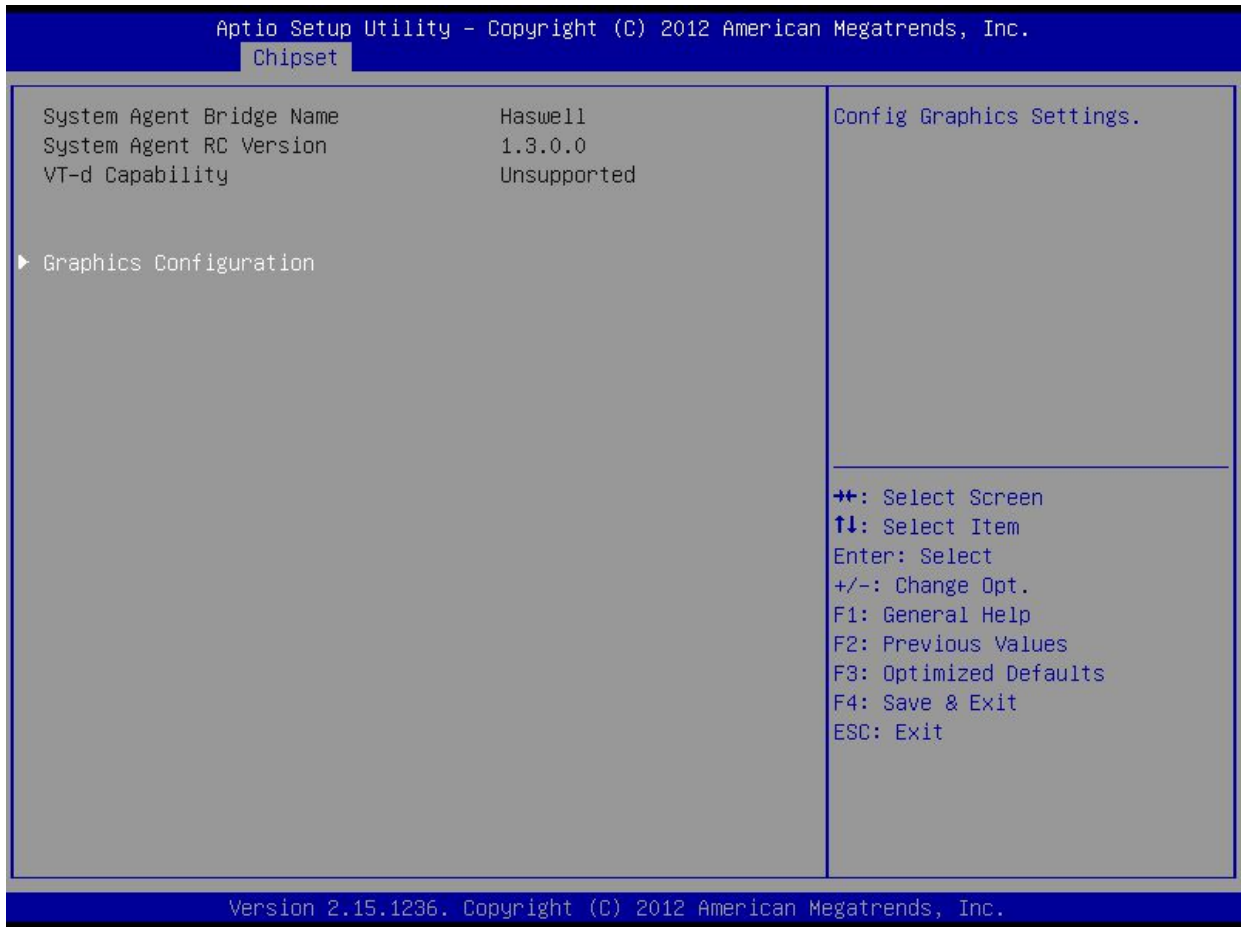 Aptio Setup Utility – Copyright (C) 2012 American Megatrends, Inc.
Chipset
System Agent Bridge Name Haswell
System Agent RC Version 1.3.0.0
VT-d Capability Unsupported
▶ Graphics Configuration
Config Graphics Settings.
→←: Select Screen
↑↓: Select Item
Enter: Select
+/-: Change Opt.
F1: General Help
F2: Previous Values
F3: Optimized Defaults
F4: Save & Exit
ESC: Exit
Version 2.15.1236. Copyright (C) 2012 American Megatrends, Inc.